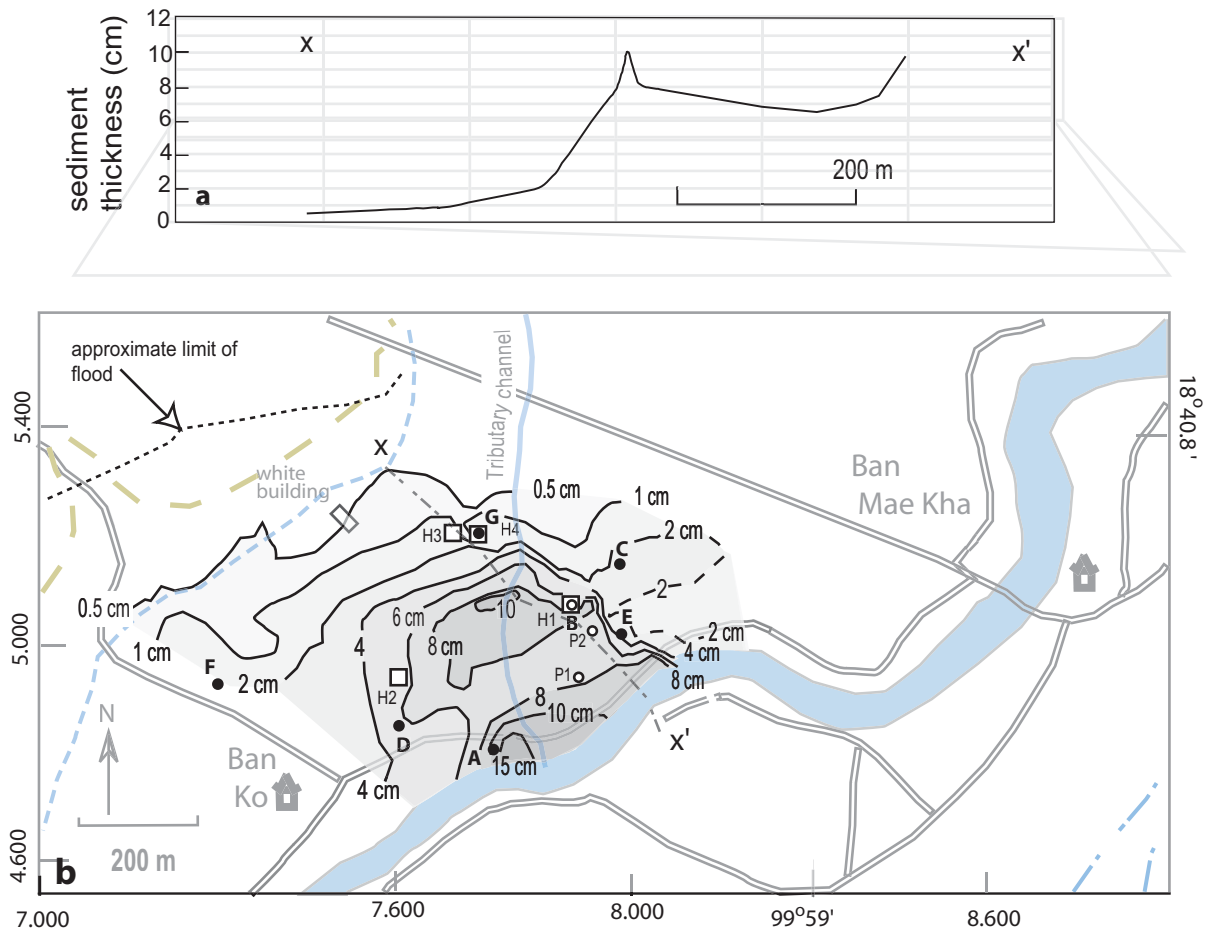 sediment
thickness (cm)
12
10
8
6
4
2
0
X
X'
200 m
a
approximate limit of
flood
X
white
building
Tributary channel
0.5 cm
1 cm
2 cm
G
H3
H4
C
Ban
Mae Kha
18°40.8'
5.400
5.000
4.600
0.5 cm
1 cm
F
2 cm
4
6 cm
8 cm
10
H1
B
P2
E
2
2 cm
4 cm
8 cm
P1
H2
D
8
10 cm
A
15 cm
4 cm
X'
N
Ban
Ko
200 m
b
7.000
7.600
8.000
99°59'
8.600